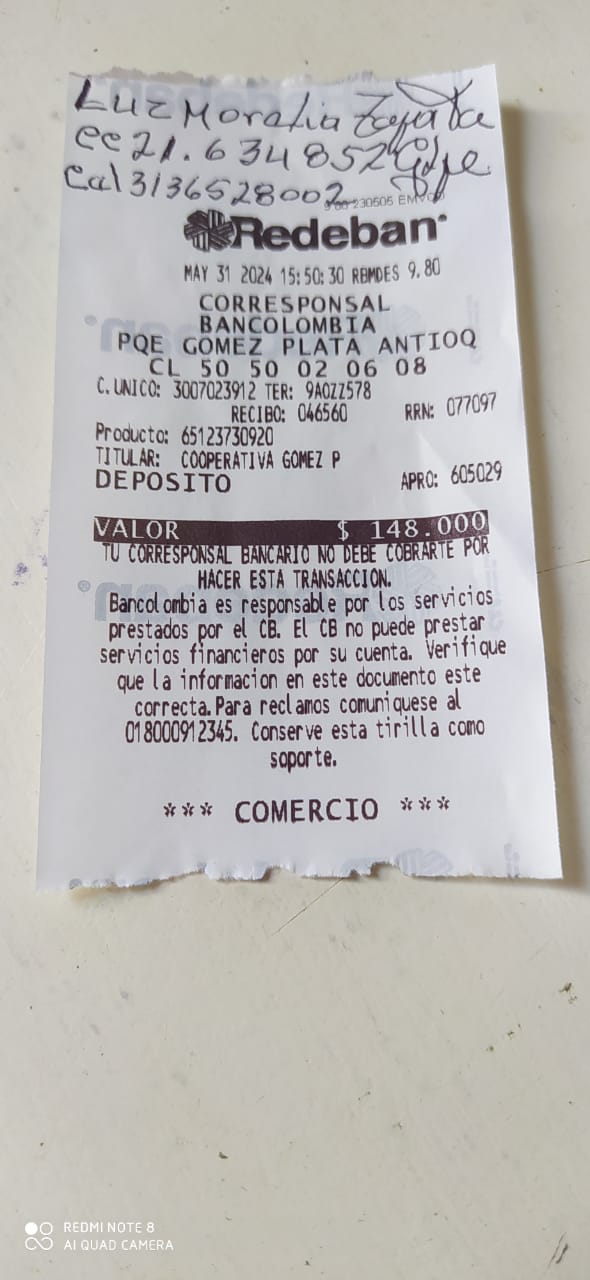 Luz Moralia Zapata
cc 21.634852
Cel 3136528002
230505 EMVCO
Redeban
MAY 31 2024 15:50:30 RBMDES 9.80
CORRESPONSAL
BANCOLOMBIA
PQE GOMEZ PLATA ANTIOQ
CL 50 50 02 06 08
C. UNICO: 3007023912 TER: 9AOZZ578
RECIBO: 046560 RRN: 077097
Producto: 65123730920
TITULAR: COOPERATIVA GOMEZ P
DEPOSITO APRO: 605029
VALOR $ 148.000
TU CORRESPONSAL BANCARIO NO DEBE COBRARTE POR
HACER ESTA TRANSACCION.
Bancolombia es responsable por los servicios
prestados por el CB. El CB no puede prestar
servicios financieros por su cuenta. Verifique
que la informacion en este documento este
correcta. Para reclamos comuniquese al
018000912345. Conserve esta tirilla como
soporte.
*** COMERCIO ***
REDMI NOTE 8
AI QUAD CAMERA